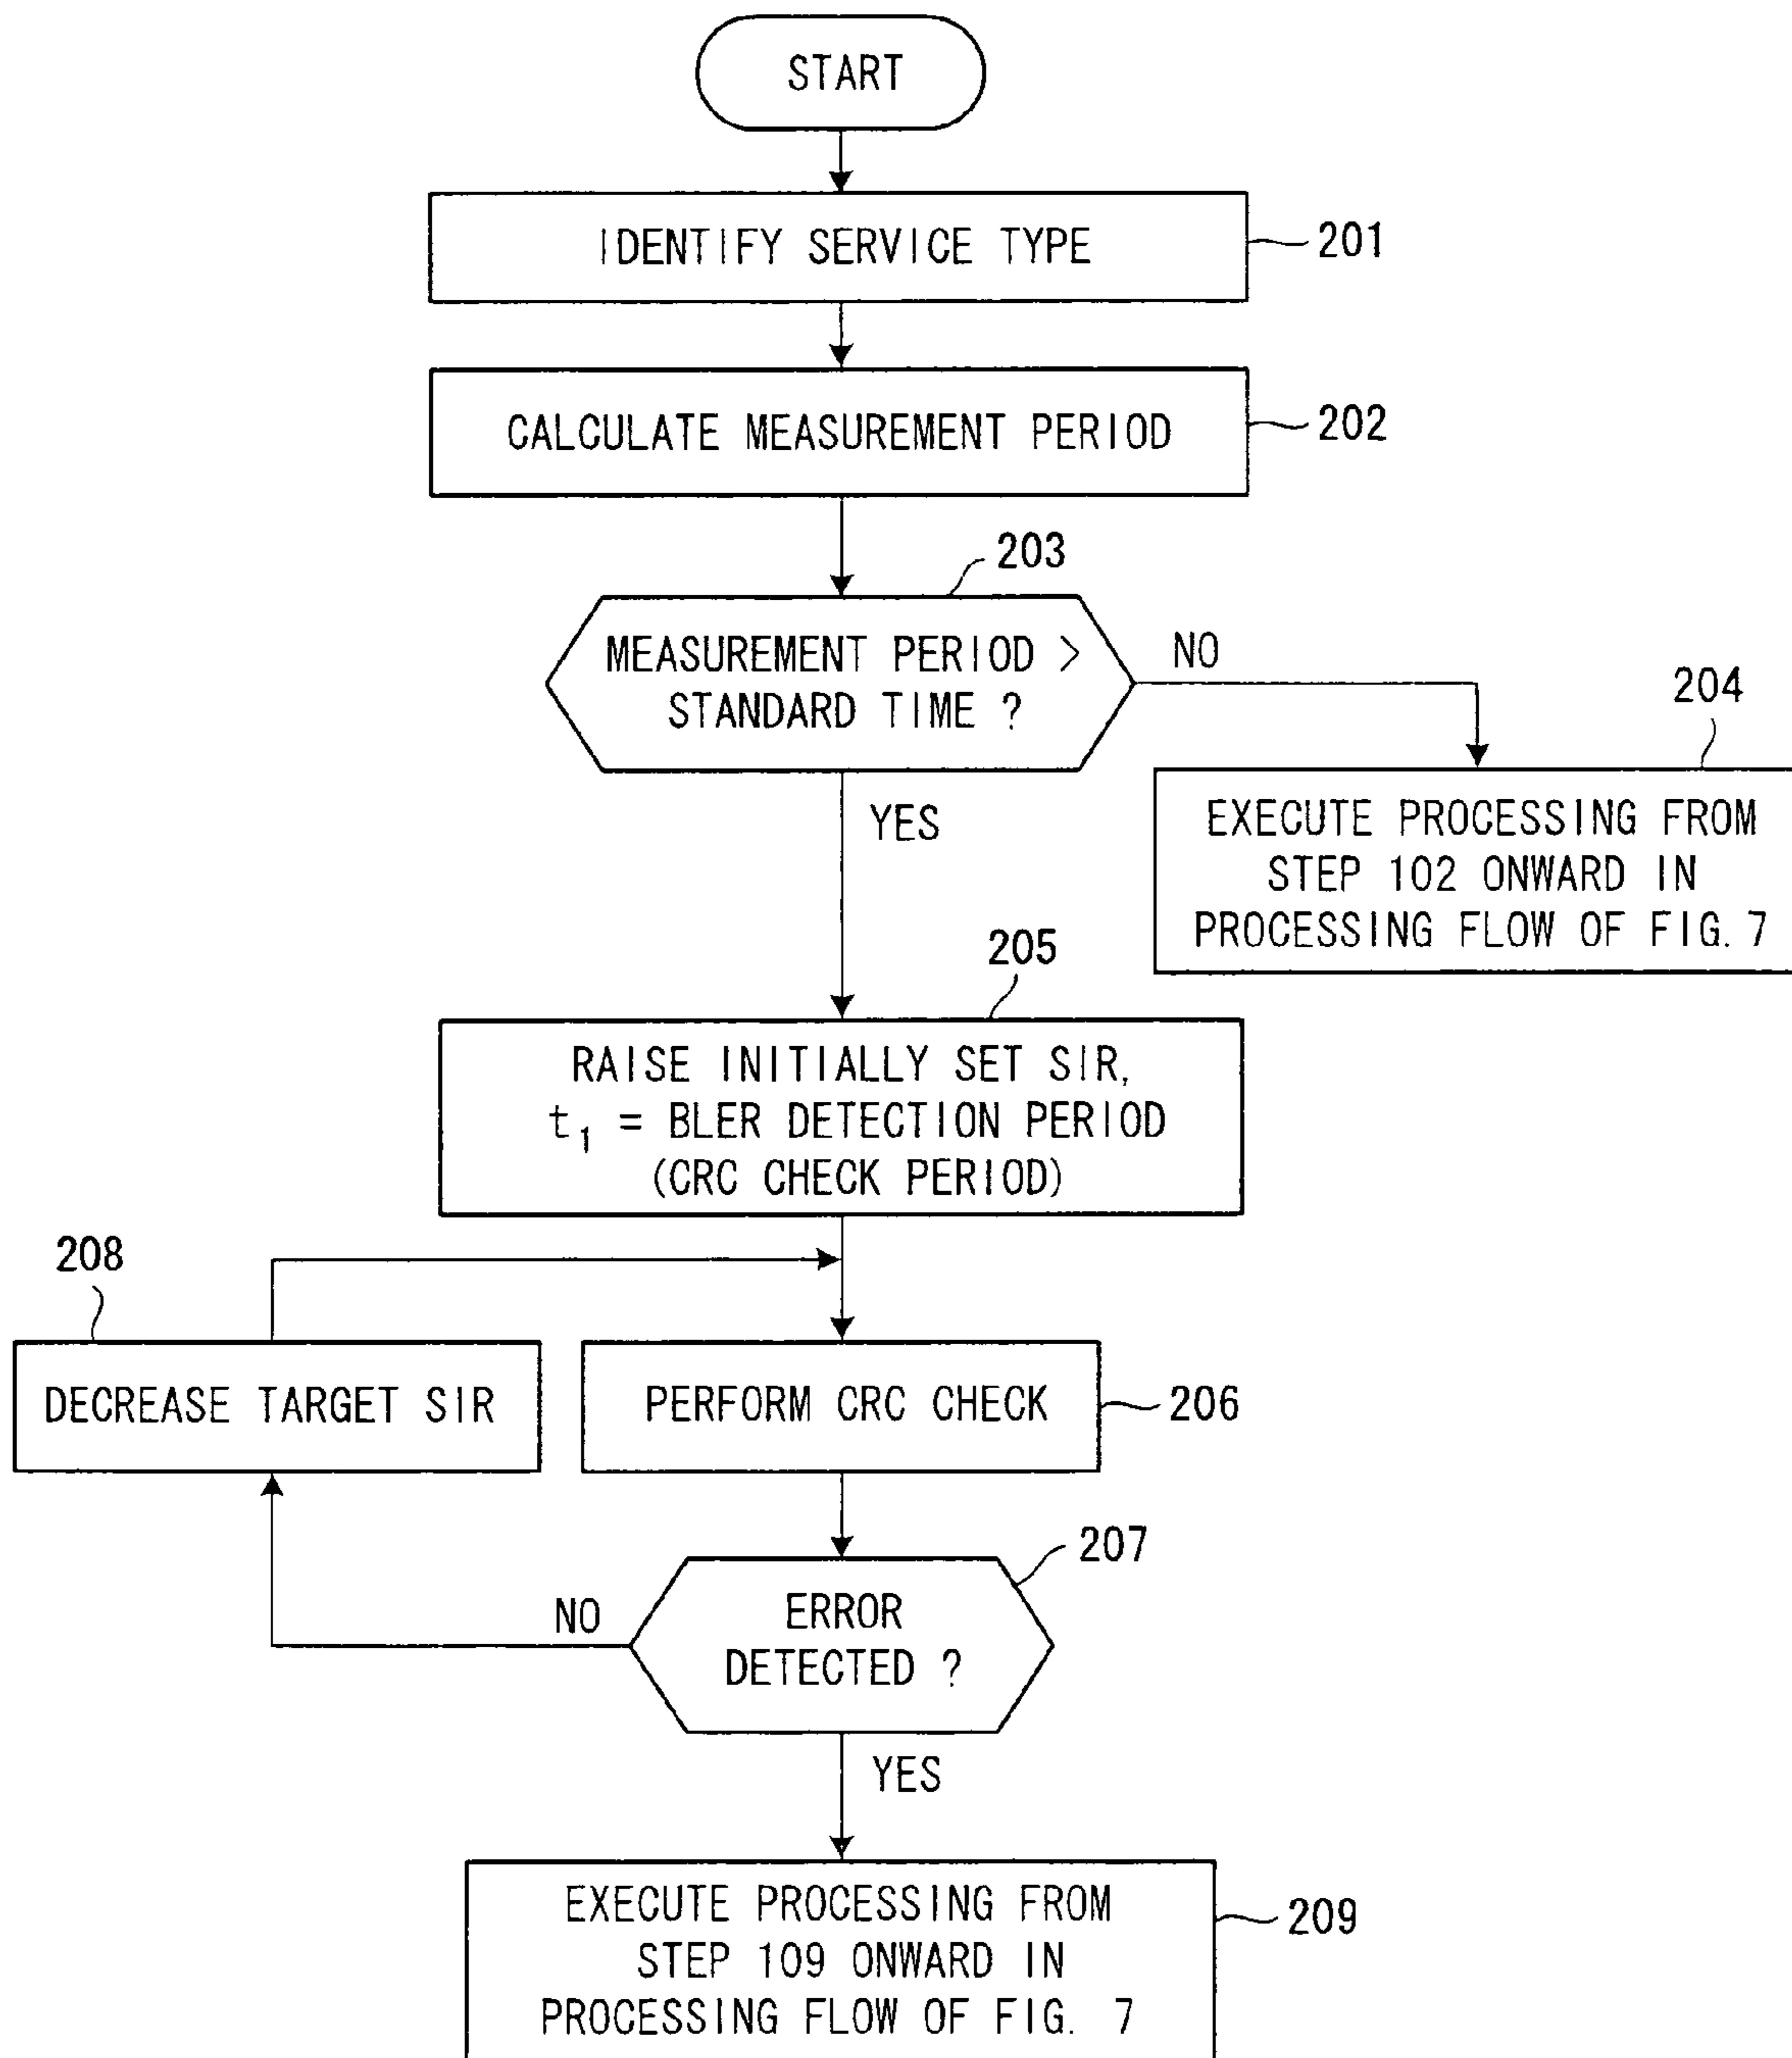 START
IDENTIFY SERVICE TYPE
201
CALCULATE MEASUREMENT PERIOD
202
203
MEASUREMENT PERIOD >
STANDARD TIME ?
NO
204
EXECUTE PROCESSING FROM
STEP 102 ONWARD IN
PROCESSING FLOW OF FIG. 7
YES
205
RAISE INITIALLY SET SIR,
t₁ = BLER DETECTION PERIOD
(CRC CHECK PERIOD)
208
DECREASE TARGET SIR
PERFORM CRC CHECK
206
207
ERROR
DETECTED ?
NO
YES
EXECUTE PROCESSING FROM
STEP 109 ONWARD IN
PROCESSING FLOW OF FIG. 7
209